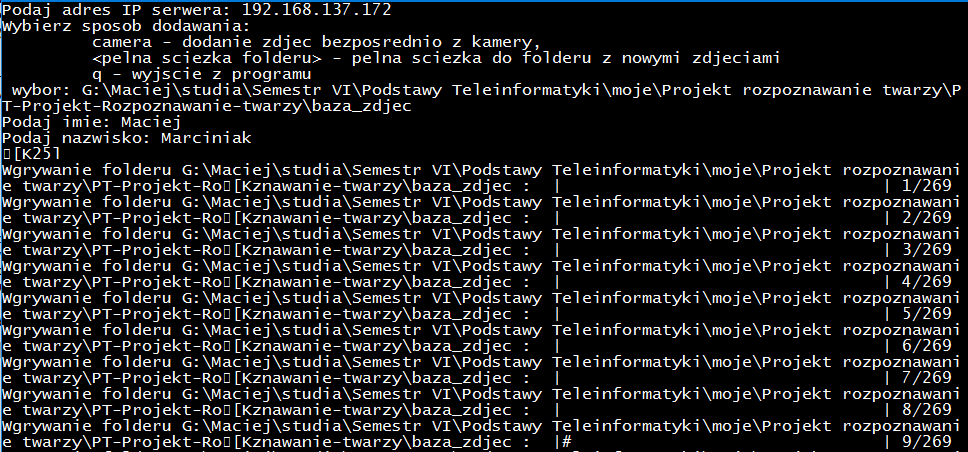 Podaj adres IP serwera: 192.168.137.172
Wybierz sposob dodawania:
camera - dodanie zdjec bezposrednio z kamery,
<pelna sciezka folderu> - pelna sciezka do folderu z nowymi zdjeciami
q - wyjscie z programu
wybor: G:\Maciej\studia\Semestr VI\Podstawy Teleinformatyki\moje\Projekt rozpoznawanie twarzy\P
T-Projekt-Rozpoznawanie-twarzy\baza_zdjec
Podaj imie: Maciej
Podaj nazwisko: Marciniak
▯[K25l
Wgrywanie folderu G:\Maciej\studia\Semestr VI\Podstawy Teleinformatyki\moje\Projekt rozpoznawani
e twarzy\PT-Projekt-Ro▯[Kznawanie-twarzy\baza_zdjec :  |                                | 1/269
Wgrywanie folderu G:\Maciej\studia\Semestr VI\Podstawy Teleinformatyki\moje\Projekt rozpoznawani
e twarzy\PT-Projekt-Ro▯[Kznawanie-twarzy\baza_zdjec :  |                                | 2/269
Wgrywanie folderu G:\Maciej\studia\Semestr VI\Podstawy Teleinformatyki\moje\Projekt rozpoznawani
e twarzy\PT-Projekt-Ro▯[Kznawanie-twarzy\baza_zdjec :  |                                | 3/269
Wgrywanie folderu G:\Maciej\studia\Semestr VI\Podstawy Teleinformatyki\moje\Projekt rozpoznawani
e twarzy\PT-Projekt-Ro▯[Kznawanie-twarzy\baza_zdjec :  |                                | 4/269
Wgrywanie folderu G:\Maciej\studia\Semestr VI\Podstawy Teleinformatyki\moje\Projekt rozpoznawani
e twarzy\PT-Projekt-Ro▯[Kznawanie-twarzy\baza_zdjec :  |                                | 5/269
Wgrywanie folderu G:\Maciej\studia\Semestr VI\Podstawy Teleinformatyki\moje\Projekt rozpoznawani
e twarzy\PT-Projekt-Ro▯[Kznawanie-twarzy\baza_zdjec :  |                                | 6/269
Wgrywanie folderu G:\Maciej\studia\Semestr VI\Podstawy Teleinformatyki\moje\Projekt rozpoznawani
e twarzy\PT-Projekt-Ro▯[Kznawanie-twarzy\baza_zdjec :  |                                | 7/269
Wgrywanie folderu G:\Maciej\studia\Semestr VI\Podstawy Teleinformatyki\moje\Projekt rozpoznawani
e twarzy\PT-Projekt-Ro▯[Kznawanie-twarzy\baza_zdjec :  |                                | 8/269
Wgrywanie folderu G:\Maciej\studia\Semestr VI\Podstawy Teleinformatyki\moje\Projekt rozpoznawani
e twarzy\PT-Projekt-Ro▯[Kznawanie-twarzy\baza_zdjec :  |#                               | 9/269